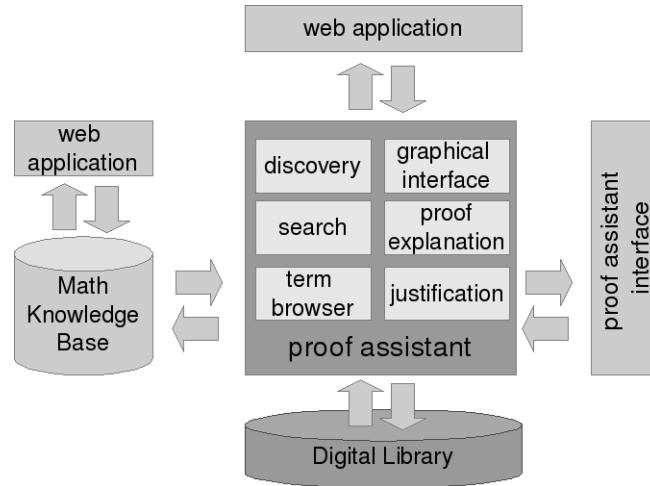 web application
web
application
discovery
graphical
interface
search
proof
explanation
term
browser
justification
proof assistant
Math
Knowledge
Base
proof assistant
interface
Digital Library